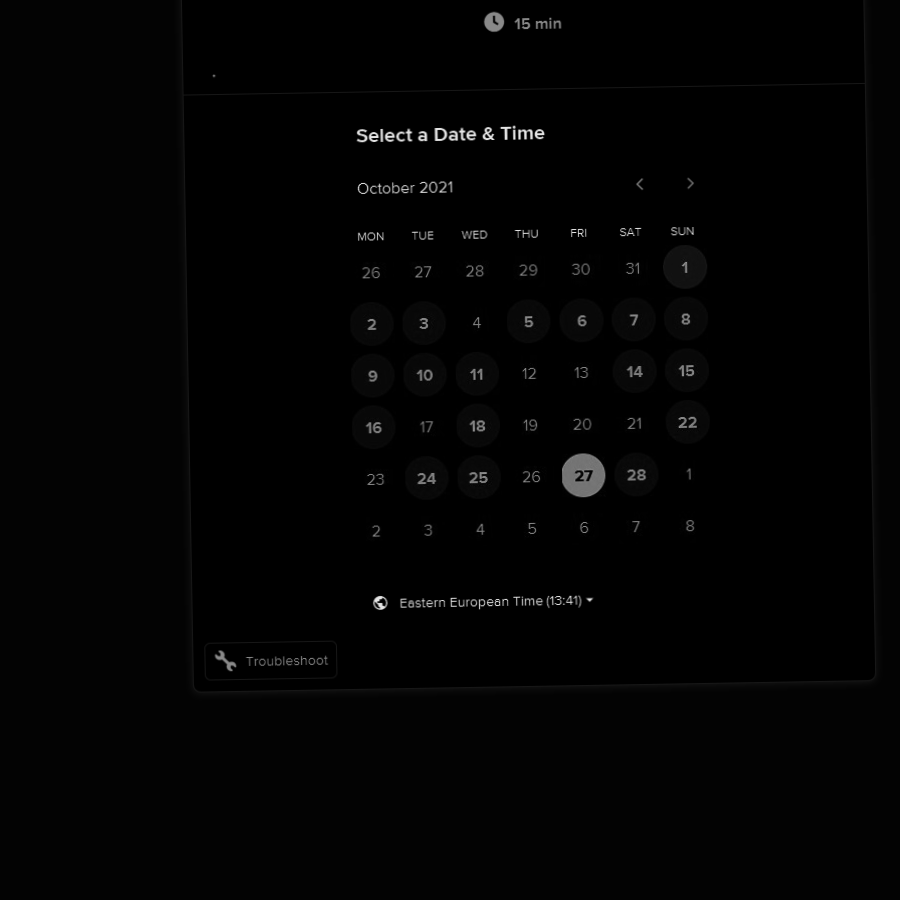 15 min
.
Select a Date & Time
October 2021
MON TUE WED THU FRI SAT SUN
26 27 28 29 30 31 1
2 3 4 5 6 7 8
9 10 11 12 13 14 15
16 17 18 19 20 21 22
23 24 25 26 27 28 1
2 3 4 5 6 7 8
Eastern European Time (13:41)
Troubleshoot